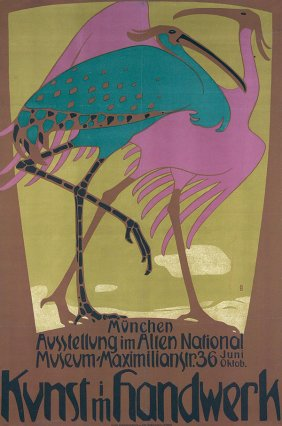 München
Ausstellung im Alten National
Museum·Maximilianstr.36 Juni
Oktob.
Kunst im Handwerk